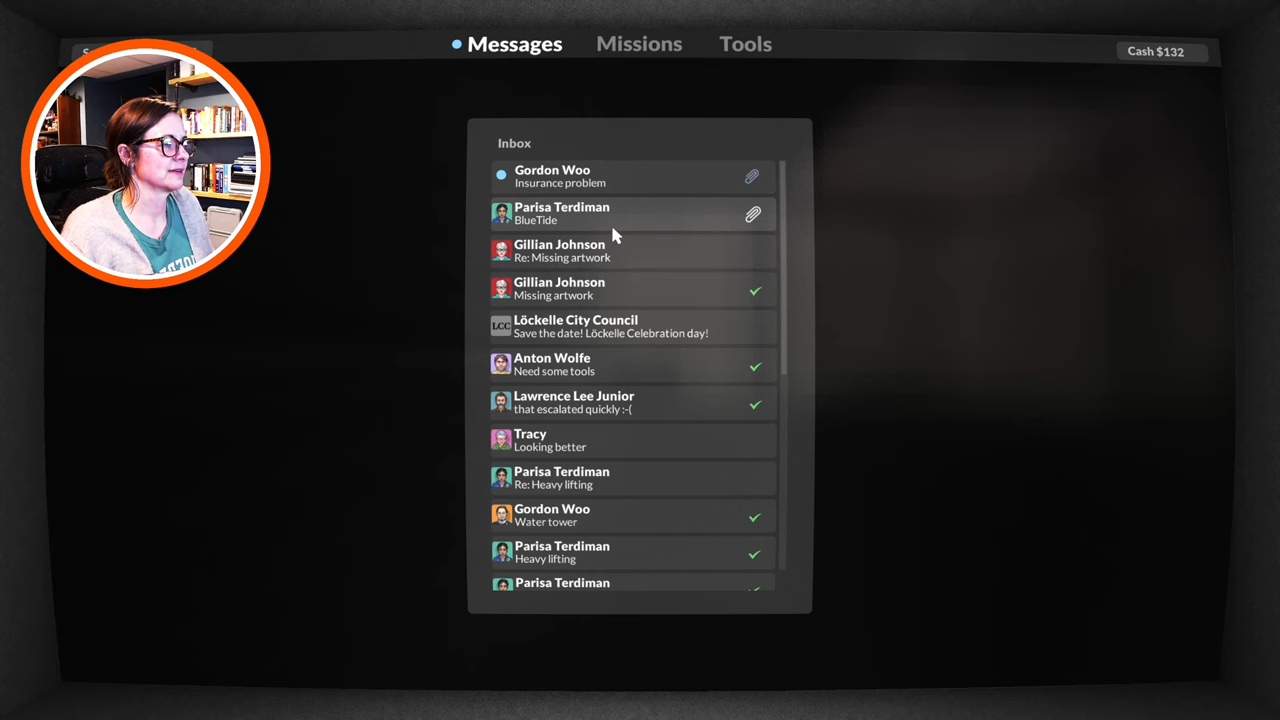 Messages Missions Tools
Cash $132
Inbox
Gordon Woo
Insurance problem
Parisa Terdiman
BlueTide
Gillian Johnson
Re: Missing artwork
Gillian Johnson
Missing artwork
LCC
Löckelle City Council
Save the date! Löckelle Celebration day!
Anton Wolfe
Need some tools
Lawrence Lee Junior
that escalated quickly :-(
Tracy
Looking better
Parisa Terdiman
Re: Heavy lifting
Gordon Woo
Water tower
Parisa Terdiman
Heavy lifting
Parisa Terdiman